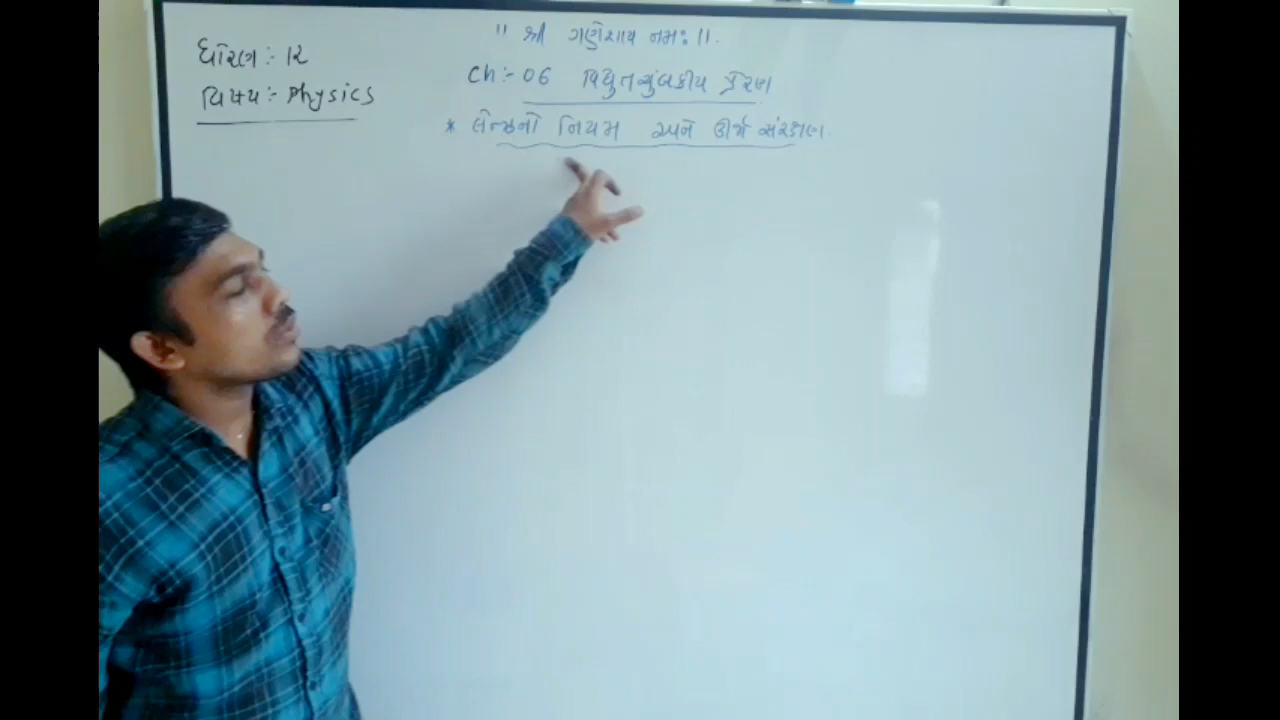 " શ્રી ગણેશાય નમઃ ।।.
ધોરણ :- 12
Ch:- 06 વિદ્યુતચુંબકીય પ્રેરણ
વિષય :- Physics
* લેન્ઝનો નિયમ અને ઊર્જા સંરક્ષણ.